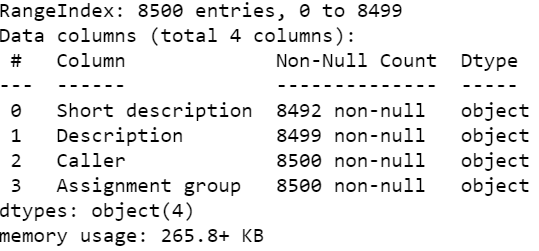 RangeIndex: 8500 entries, 0 to 8499
Data columns (total 4 columns):
 #   Column             Non-Null Count  Dtype
---  ------             --------------  -----
 0   Short description  8492 non-null   object
 1   Description        8499 non-null   object
 2   Caller             8500 non-null   object
 3   Assignment group   8500 non-null   object
dtypes: object(4)
memory usage: 265.8+ KB